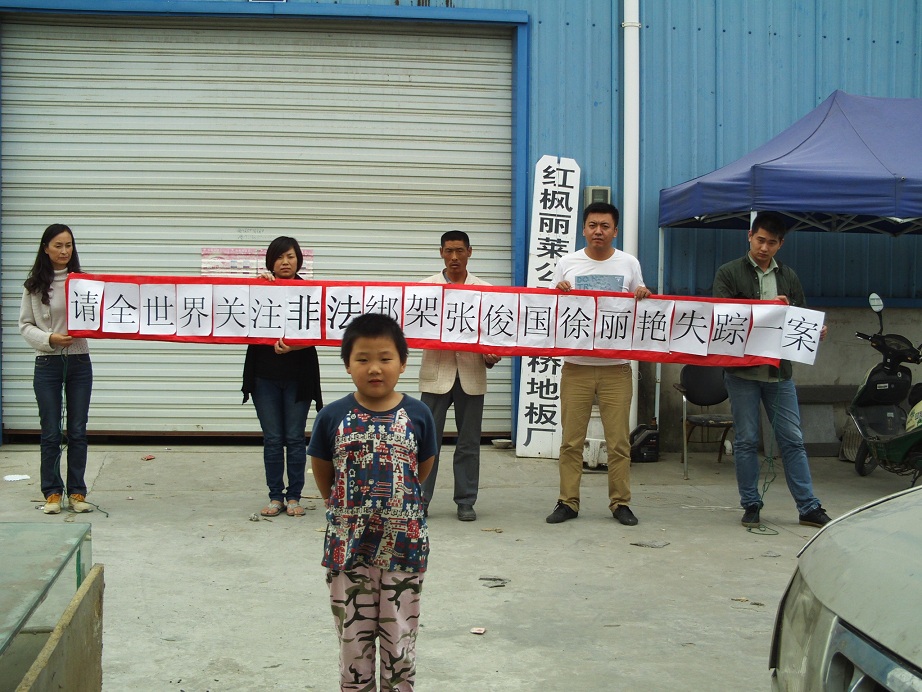 请全世界关注非法绑架张俊国徐丽艳失踪一案
红枫丽莱公
桥地板厂